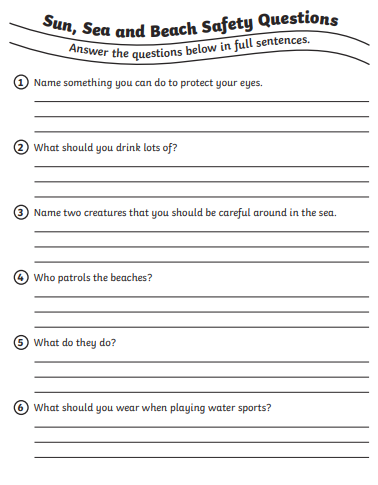 Sun, Sea and Beach Safety Questions
Answer the questions below in full sentences.
1 Name something you can do to protect your eyes.
2 What should you drink lots of?
3 Name two creatures that you should be careful around in the sea.
4 Who patrols the beaches?
5 What do they do?
6 What should you wear when playing water sports?